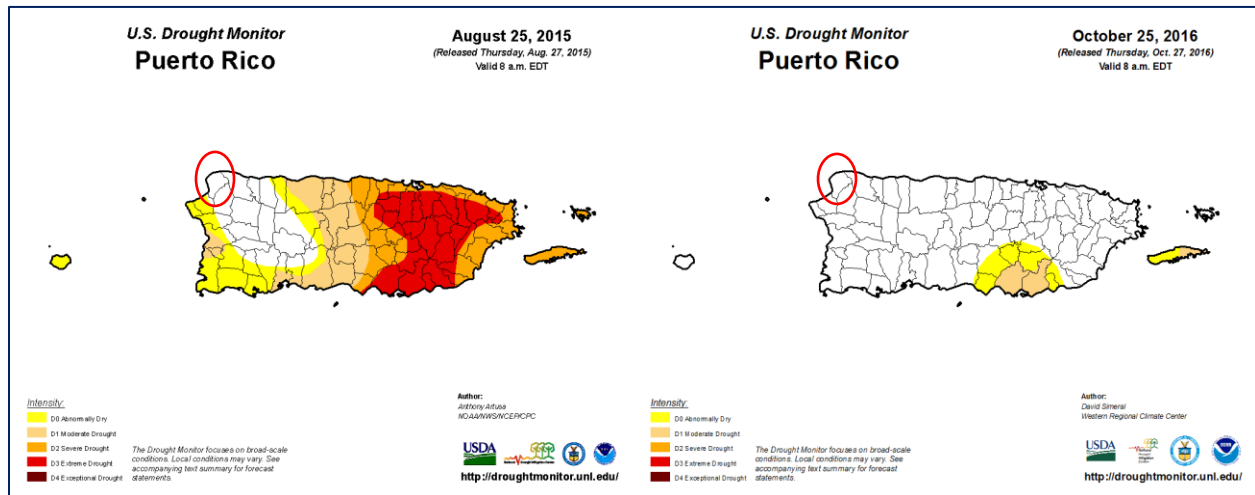 U.S. Drought Monitor
Puerto Rico
August 25, 2015
(Released Thursday, Aug. 27, 2015)
Valid 8 a.m. EDT
Intensity:
D0 Abnormally Dry
D1 Moderate Drought
D2 Severe Drought
D3 Extreme Drought
D4 Exceptional Drought
The Drought Monitor focuses on broad-scale
conditions. Local conditions may vary. See
accompanying text summary for forecast
statements.
Author:
Anthony Artusa
NOAA/NWS/NCEP/CPC
USDA
http://droughtmonitor.unl.edu/
U.S. Drought Monitor
Puerto Rico
October 25, 2016
(Released Thursday, Oct. 27, 2016)
Valid 8 a.m. EDT
Intensity:
D0 Abnormally Dry
D1 Moderate Drought
D2 Severe Drought
D3 Extreme Drought
D4 Exceptional Drought
The Drought Monitor focuses on broad-scale
conditions. Local conditions may vary. See
accompanying text summary for forecast
statements.
Author:
David Simeral
Western Regional Climate Center
USDA
http://droughtmonitor.unl.edu/